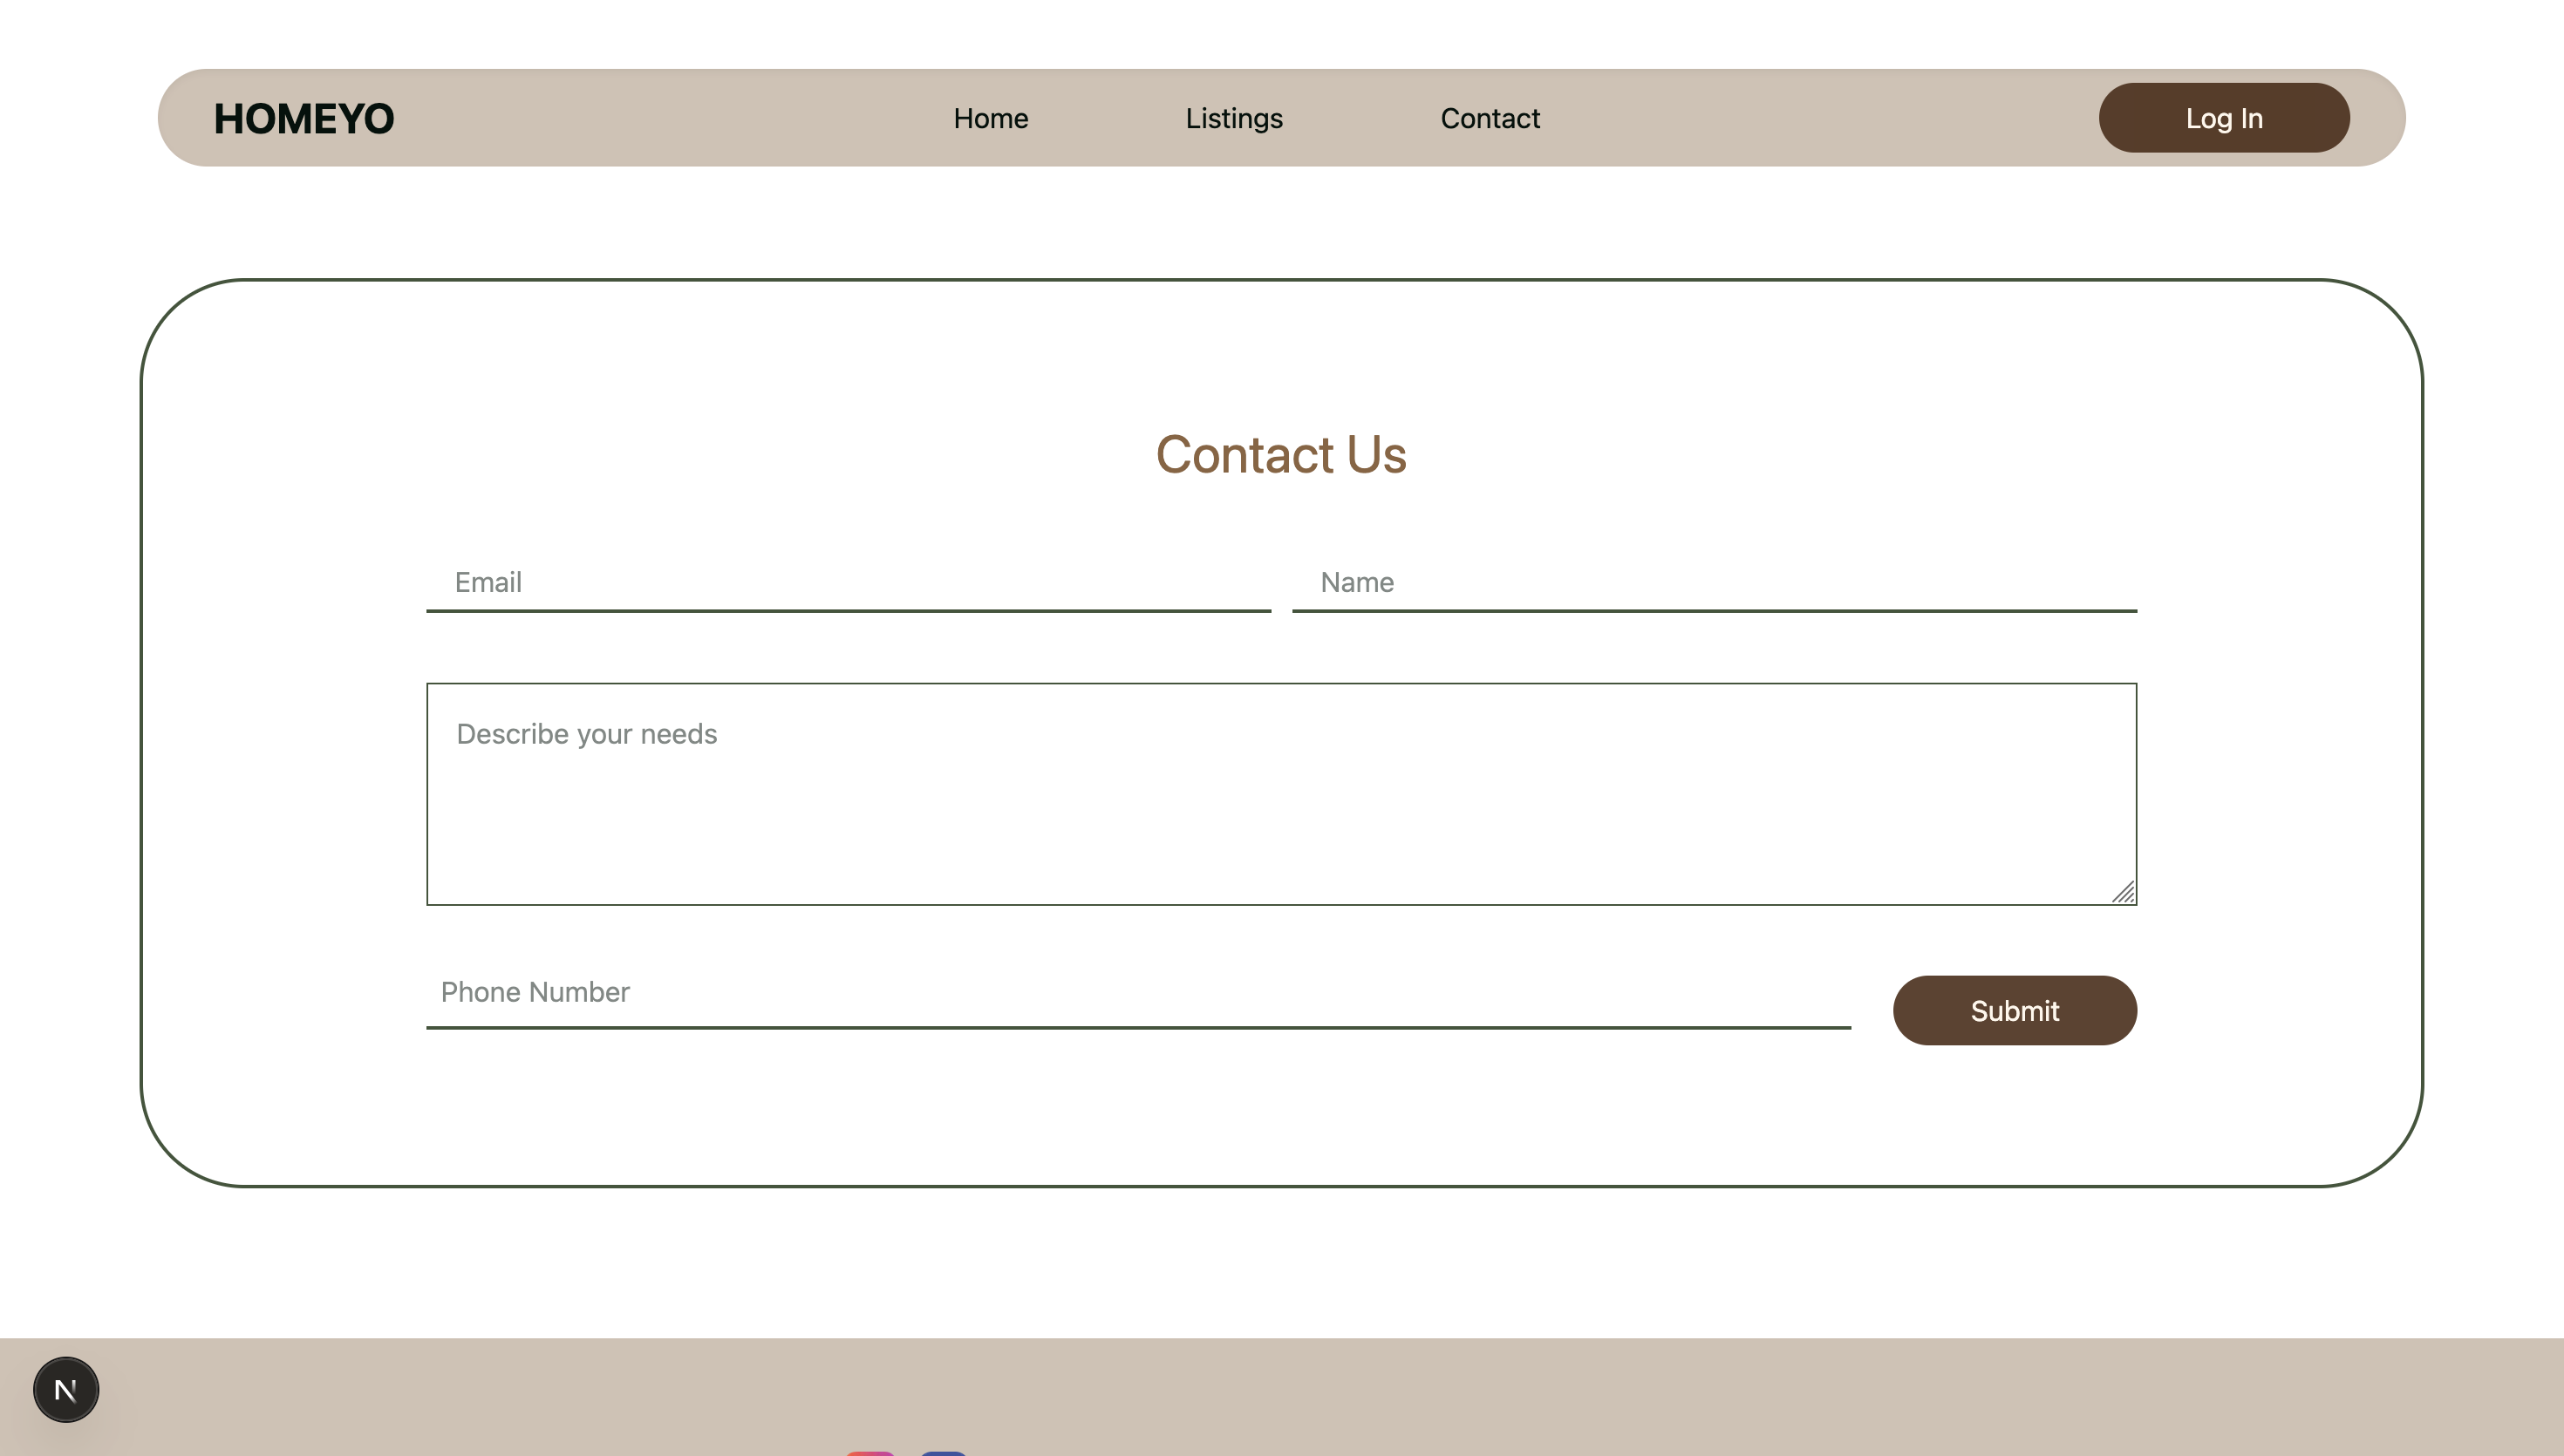 HOMEYO
Home
Listings
Contact
Log In
Contact Us
Email
Name
Describe your needs
Phone Number
Submit
N